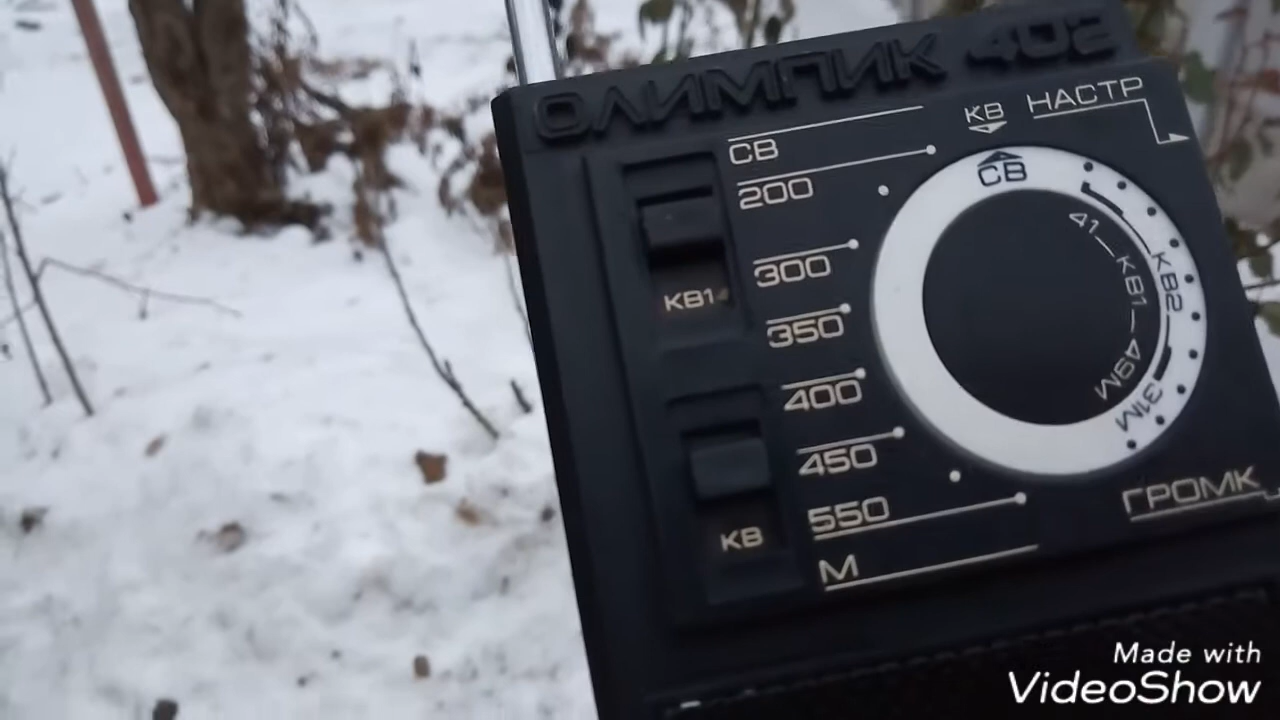 ОЛИМПИК 402
СВ
КВ
НАСТР
200
300
350
400
450
550
М
КВ1
КВ
СВ
41—КВ1—49М
КВ2
31М
ГРОМК
Made with
VideoShow